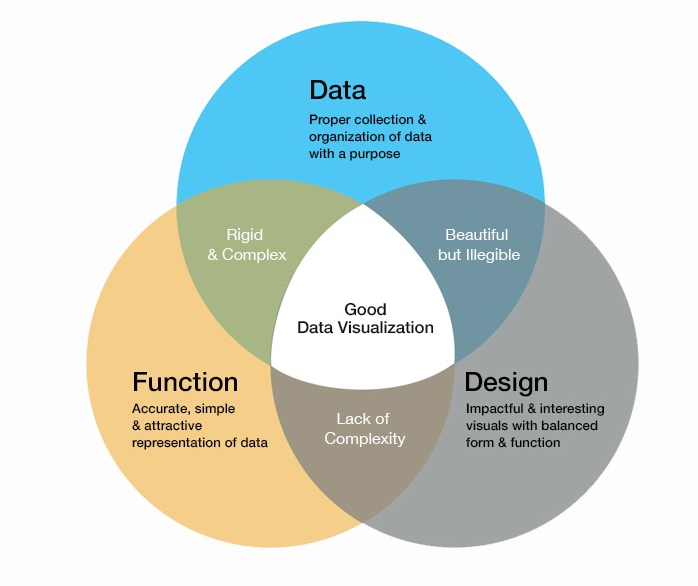 Data
Proper collection &
organization of data
with a purpose
Rigid
& Complex
Beautiful
but Illegible
Good
Data Visualization
Function
Accurate, simple
& attractive
representation of data
Design
Impactful & interesting
visuals with balanced
form & function
Lack of
Complexity